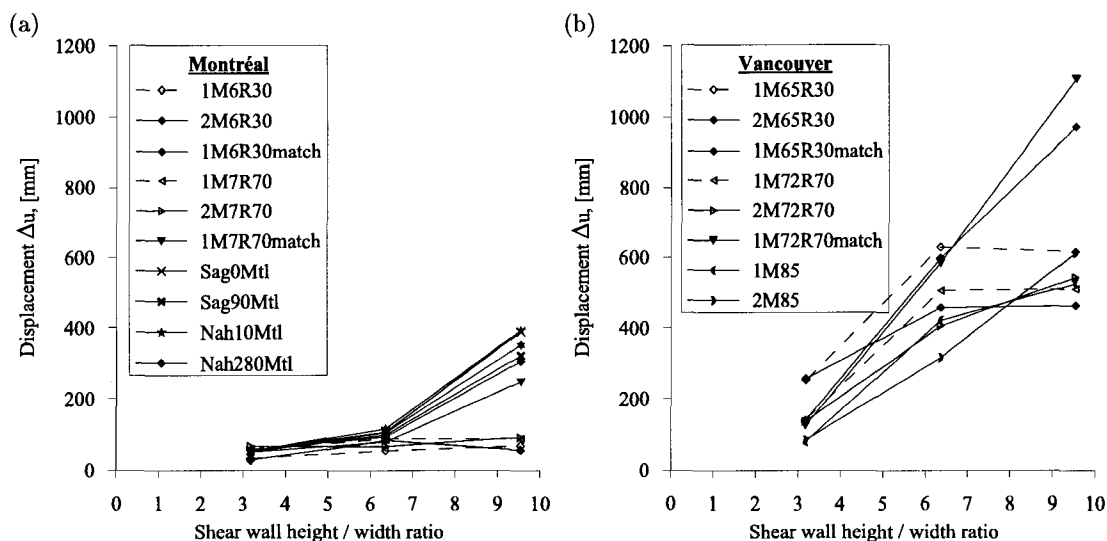 (a)
1200
1000
800
600
400
200
0
Displacement Δu, [mm]
Montréal
1M6R30
2M6R30
1M6R30match
1M7R70
2M7R70
1M7R70match
Sag0Mtl
Sag90Mtl
Nah10Mtl
Nah280Mtl
0 1 2 3 4 5 6 7 8 9 10
Shear wall height / width ratio
(b)
1200
1000
800
600
400
200
0
Displacement Δu, [mm]
Vancouver
1M65R30
2M65R30
1M65R30match
1M72R70
2M72R70
1M72R70match
1M85
2M85
0 1 2 3 4 5 6 7 8 9 10
Shear wall height / width ratio